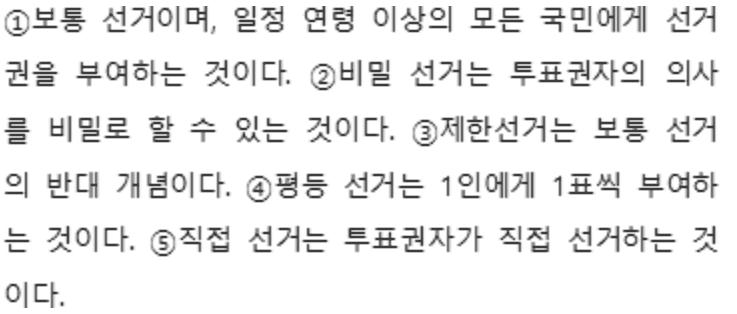 ①보통 선거이며, 일정 연령 이상의 모든 국민에게 선거
권을 부여하는 것이다. ②비밀 선거는 투표권자의 의사
를 비밀로 할 수 있는 것이다. ③제한선거는 보통 선거
의 반대 개념이다. ④평등 선거는 1인에게 1표씩 부여하
는 것이다. ⑤직접 선거는 투표권자가 직접 선거하는 것
이다.